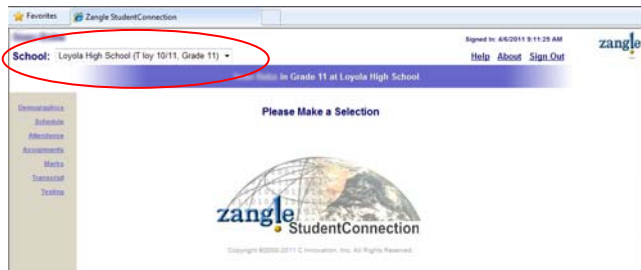 Favorites Zangle StudentConnection
Signed In: 4/6/2011 9:11:25 AM
School: Loyola High School (T loy 10/11, Grade 11)
Help About Sign Out
zangle
in Grade 11 at Loyola High School
Please Make a Selection
Demographics
Schedule
Attendance
Assignments
Marks
Transcript
Testing
zangle
StudentConnection
Copyright ©2000-2011 C Innovation, Inc. All Rights Reserved.